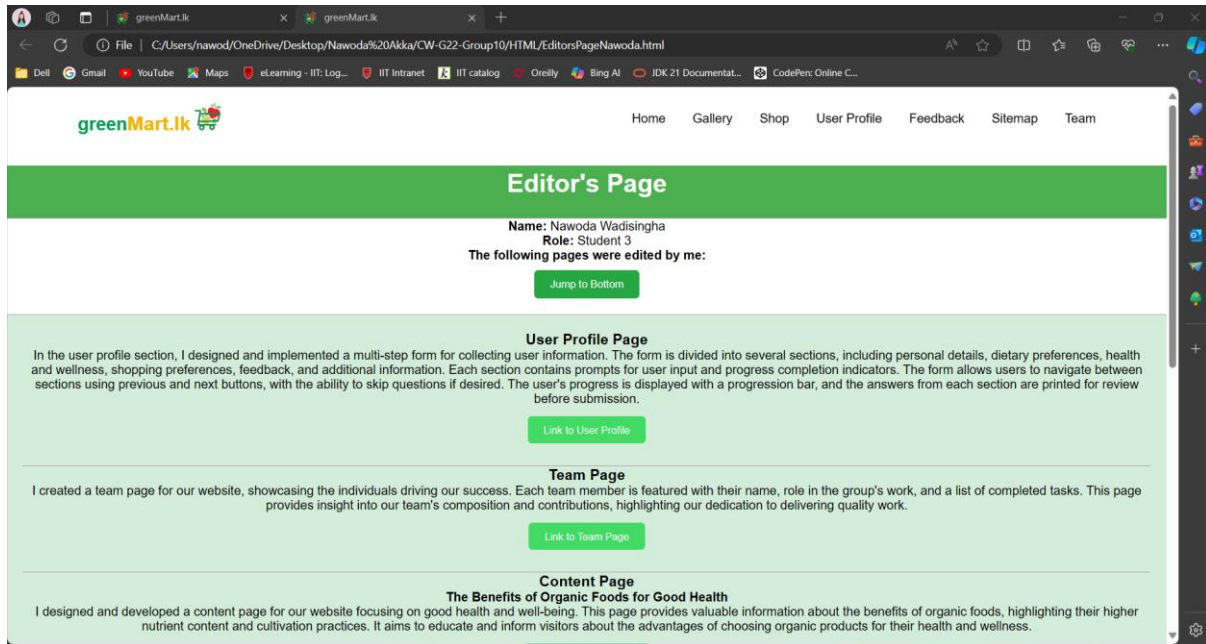 greenMart.lk
greenMart.lk
File | C:/Users/nawod/OneDrive/Desktop/Nawoda%20Akka/CW-G22-Group10/HTML/EditorsPageNawoda.html
Dell Gmail YouTube Maps eLearning - IIT: Log... IIT Intranet IIT catalog Oreilly Bing AI JDK 21 Documentat... CodePen: Online C...
greenMart.lk
Home Gallery Shop User Profile Feedback Sitemap Team
Editor's Page
Name: Nawoda Wadisingha
Role: Student 3
The following pages were edited by me:
Jump to Bottom
User Profile Page
In the user profile section, I designed and implemented a multi-step form for collecting user information. The form is divided into several sections, including personal details, dietary preferences, health
and wellness, shopping preferences, feedback, and additional information. Each section contains prompts for user input and progress completion indicators. The form allows users to navigate between
sections using previous and next buttons, with the ability to skip questions if desired. The user's progress is displayed with a progression bar, and the answers from each section are printed for review
before submission.
Link to User Profile
Team Page
I created a team page for our website, showcasing the individuals driving our success. Each team member is featured with their name, role in the group's work, and a list of completed tasks. This page
provides insight into our team's composition and contributions, highlighting our dedication to delivering quality work.
Link to Team Page
Content Page
The Benefits of Organic Foods for Good Health
I designed and developed a content page for our website focusing on good health and well-being. This page provides valuable information about the benefits of organic foods, highlighting their higher
nutrient content and cultivation practices. It aims to educate and inform visitors about the advantages of choosing organic products for their health and wellness.